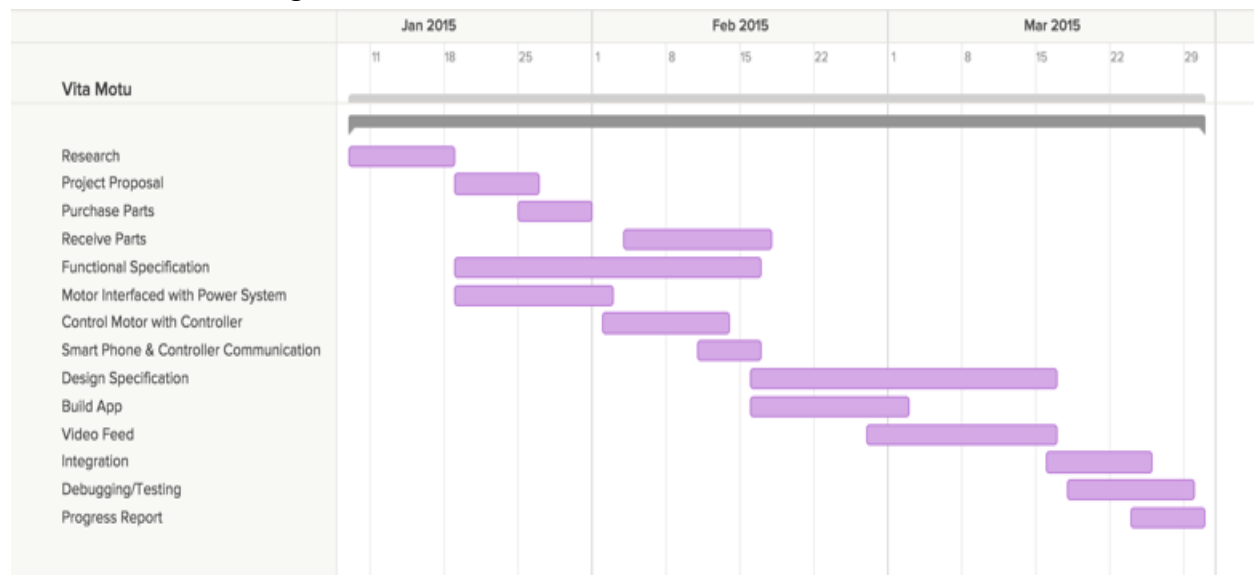 Jan 2015 Feb 2015 Mar 2015
11 18 25 1 8 15 22 1 8 15 22 29
Vita Motu
Research
Project Proposal
Purchase Parts
Receive Parts
Functional Specification
Motor Interfaced with Power System
Control Motor with Controller
Smart Phone & Controller Communication
Design Specification
Build App
Video Feed
Integration
Debugging/Testing
Progress Report